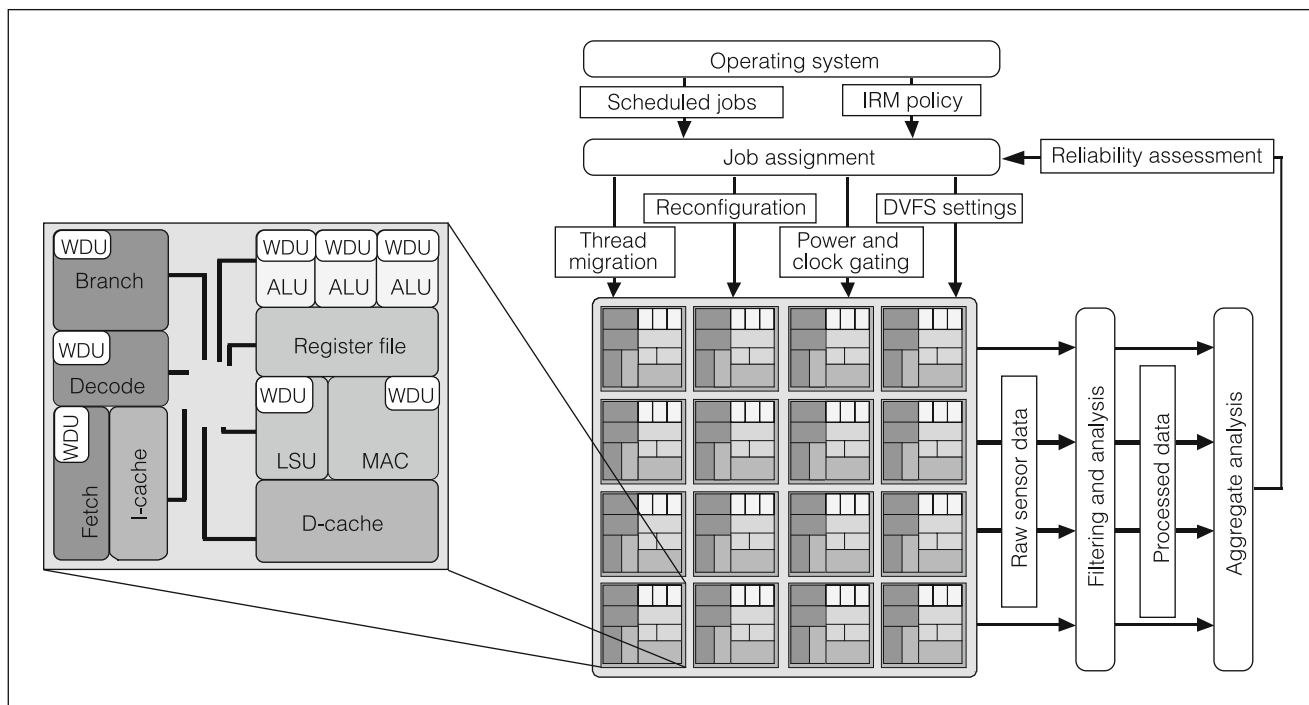 Operating system
Scheduled jobs
IRM policy
Job assignment
Reliability assessment
Reconfiguration
DVFS settings
Thread
migration
Power and
clock gating
WDU
Branch
WDU
WDU
WDU
ALU
ALU
ALU
Register file
WDU
Decode
WDU
WDU
LSU
MAC
WDU
Fetch
I-cache
D-cache
Raw sensor data
Filtering and analysis
Processed data
Aggregate analysis